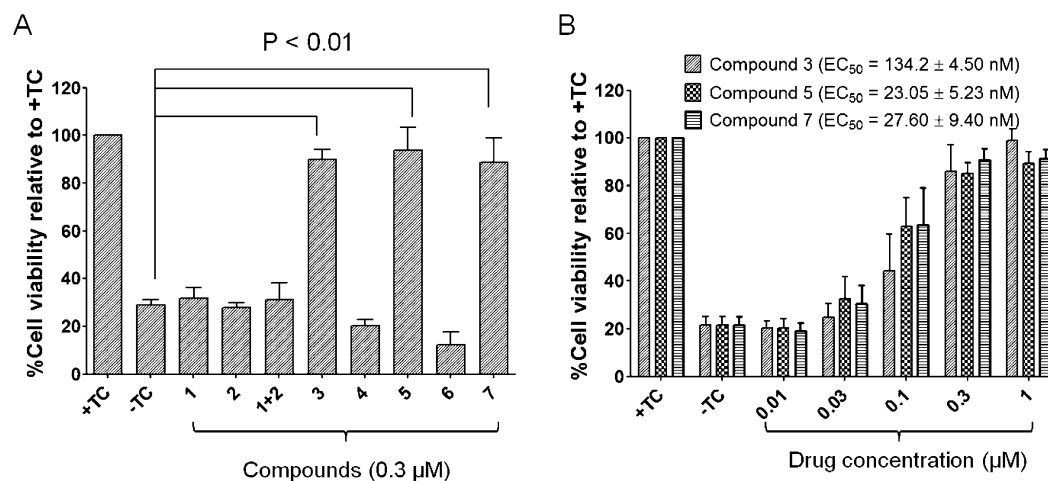 A
P < 0.01
%Cell viability relative to +TC
120
100
80
60
40
20
0
+TC
-TC
1
2
1+2
3
4
5
6
7
Compounds (0.3 µM)
B
Compound 3 (EC50 = 134.2 ± 4.50 nM)
Compound 5 (EC50 = 23.05 ± 5.23 nM)
Compound 7 (EC50 = 27.60 ± 9.40 nM)
%Cell viability relative to +TC
120
100
80
60
40
20
0
+TC
-TC
0.01
0.03
0.1
0.3
1
Drug concentration (µM)